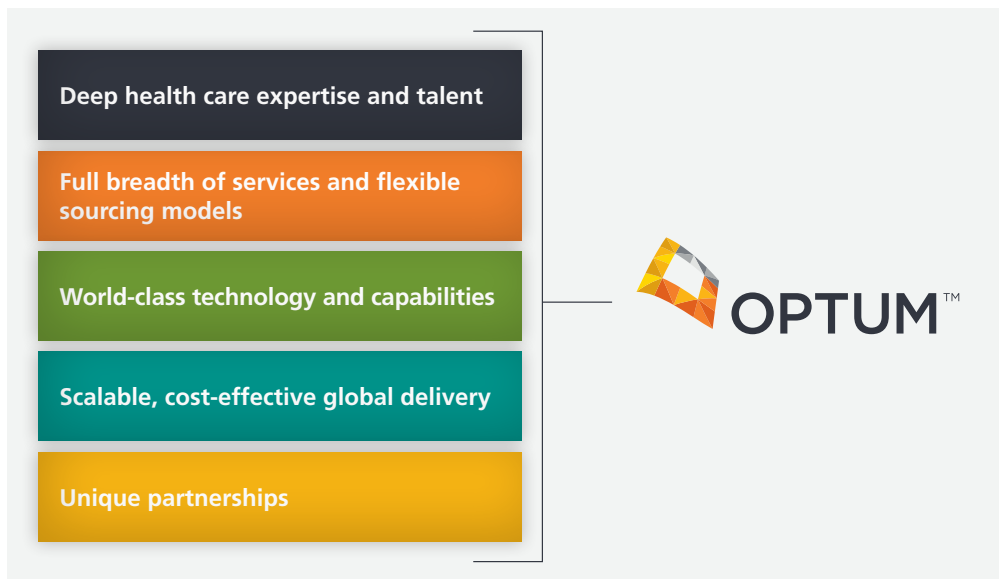 Deep health care expertise and talent
Full breadth of services and flexible
sourcing models
World-class technology and capabilities
Scalable, cost-effective global delivery
Unique partnerships
OPTUM™